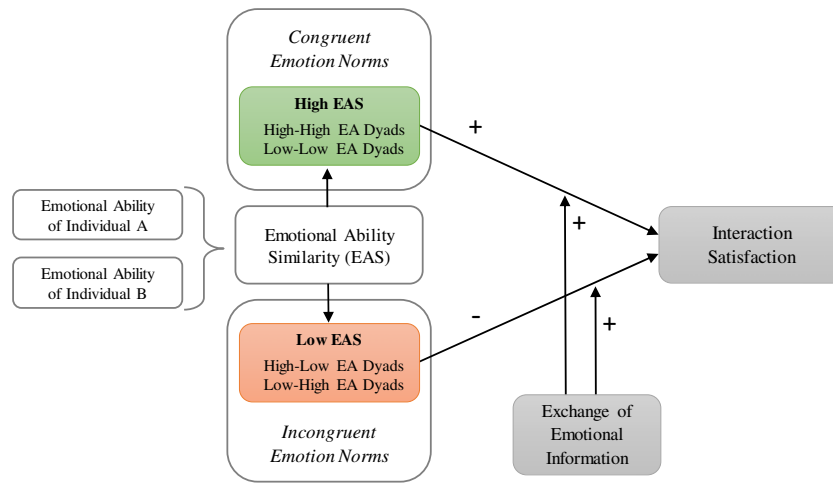 Congruent
Emotion Norms
High EAS
High-High EA Dyads
Low-Low EA Dyads
+
Emotional Ability
of Individual A
Emotional Ability
Similarity (EAS)
+
Interaction
Satisfaction
Emotional Ability
of Individual B
-
+
Low EAS
High-Low EA Dyads
Low-High EA Dyads
Incongruent
Emotion Norms
Exchange of
Emotional
Information